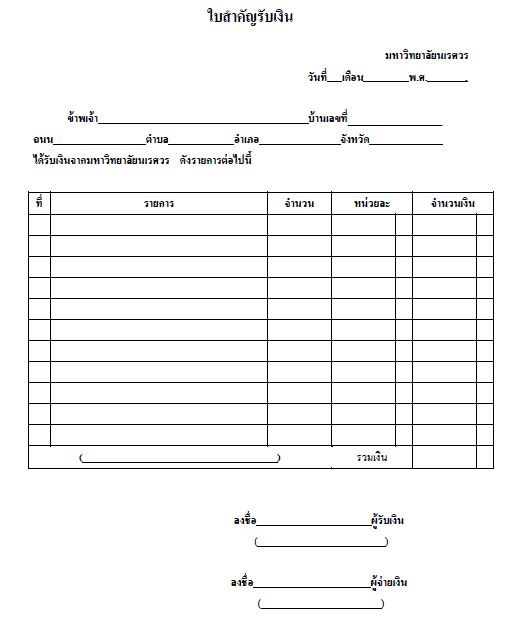 ใบสำคัญรับเงิน
มหาวิทยาลัยนเรศวร
วันที่___เดือน________พ.ศ._______.
ข้าพเจ้า____________________________________บ้านเลขที่________________
ถนน________________ตำบล___________อำเภอ______________จังหวัด_____________
ได้รับเงินจากมหาวิทยาลัยนเรศวร ดังรายการต่อไปนี้
ที่ รายการ จำนวน หน่วยละ จำนวนเงิน
(__________________________________) รวมเงิน
ลงชื่อ____________________ผู้รับเงิน
(______________________)
ลงชื่อ____________________ผู้จ่ายเงิน
(_____________________)